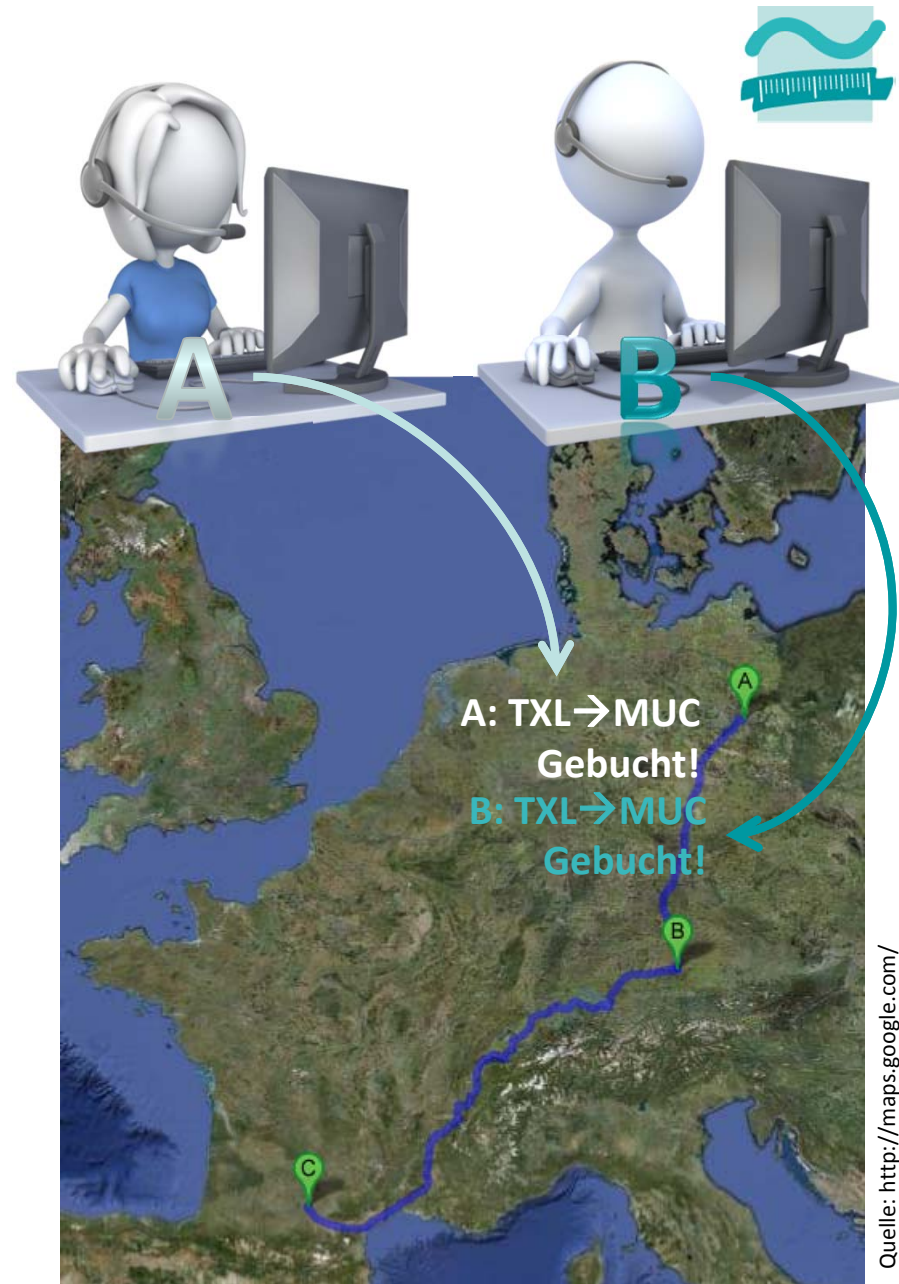 A
B
A: TXL→MUC
Gebucht!
B: TXL→MUC
Gebucht!
A
B
C
Quelle: http://maps.google.com/